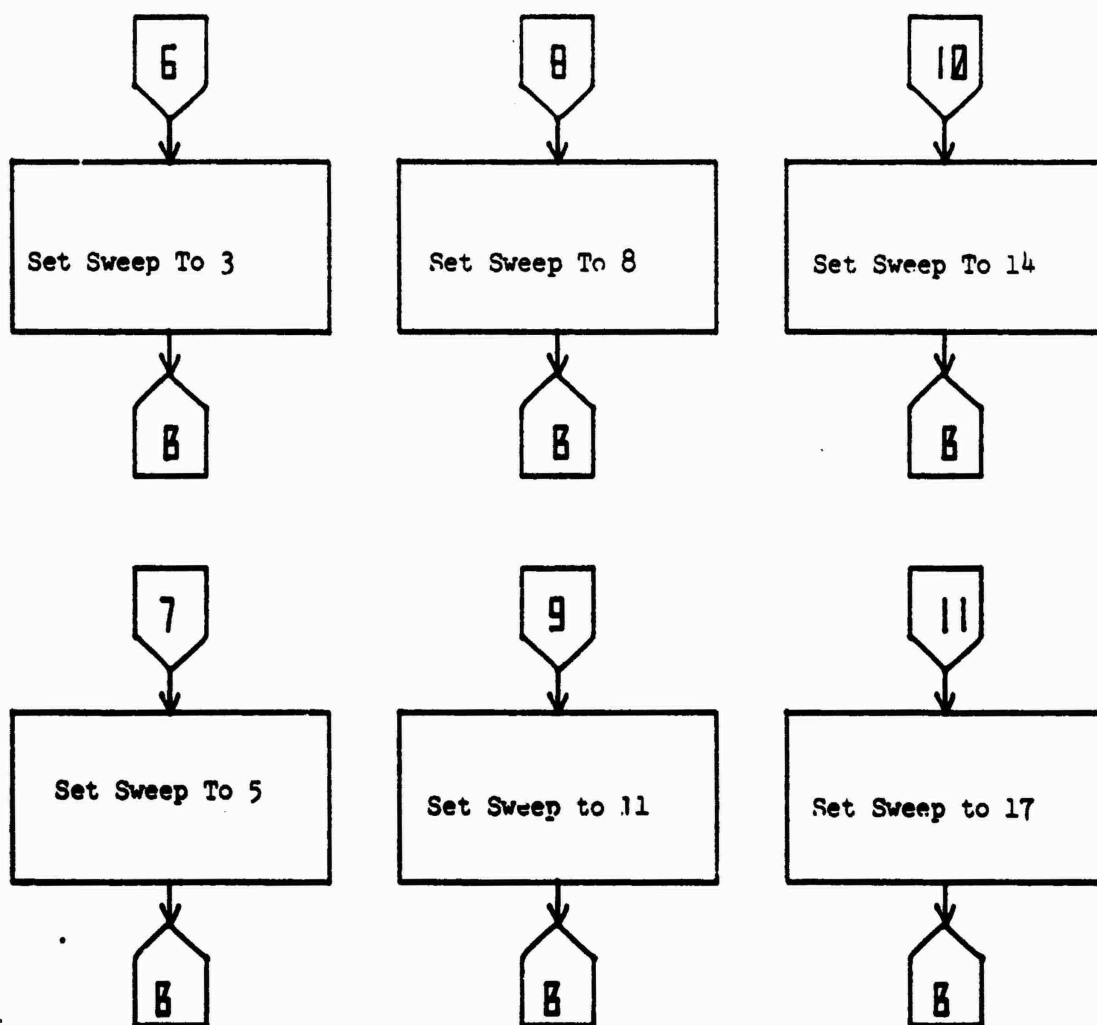 6
8
10
Set Sweep To 3
Set Sweep To 8
Set Sweep To 14
B
B
B
7
9
11
Set Sweep To 5
Set Sweep to 11
Set Sweep to 17
B
B
B